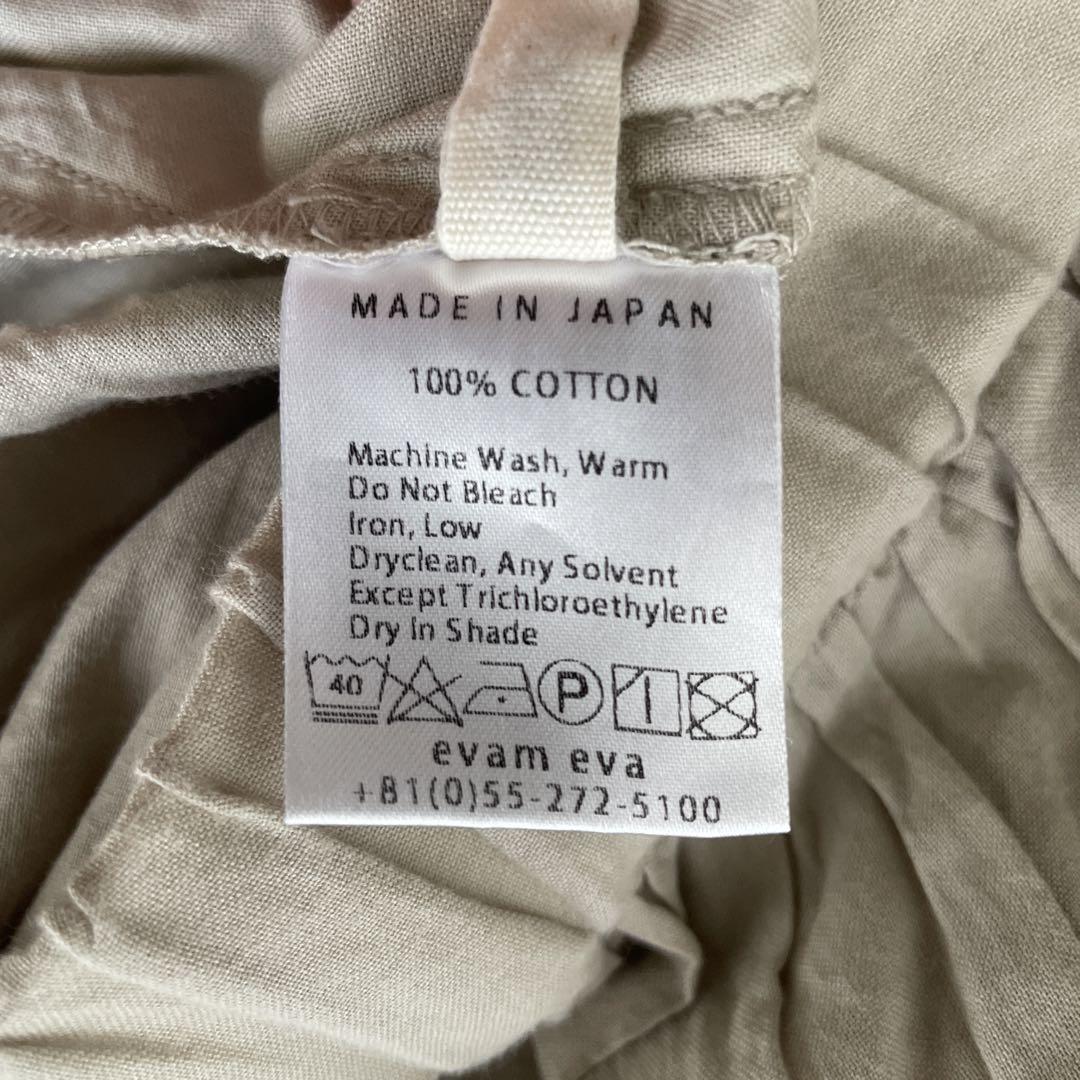 MADE IN JAPAN
100% COTTON
Machine Wash, Warm
Do Not Bleach
Iron, Low
Dryclean, Any Solvent
Except Trichloroethylene
Dry In Shade
40 P
evam eva
+81(0)55-272-5100